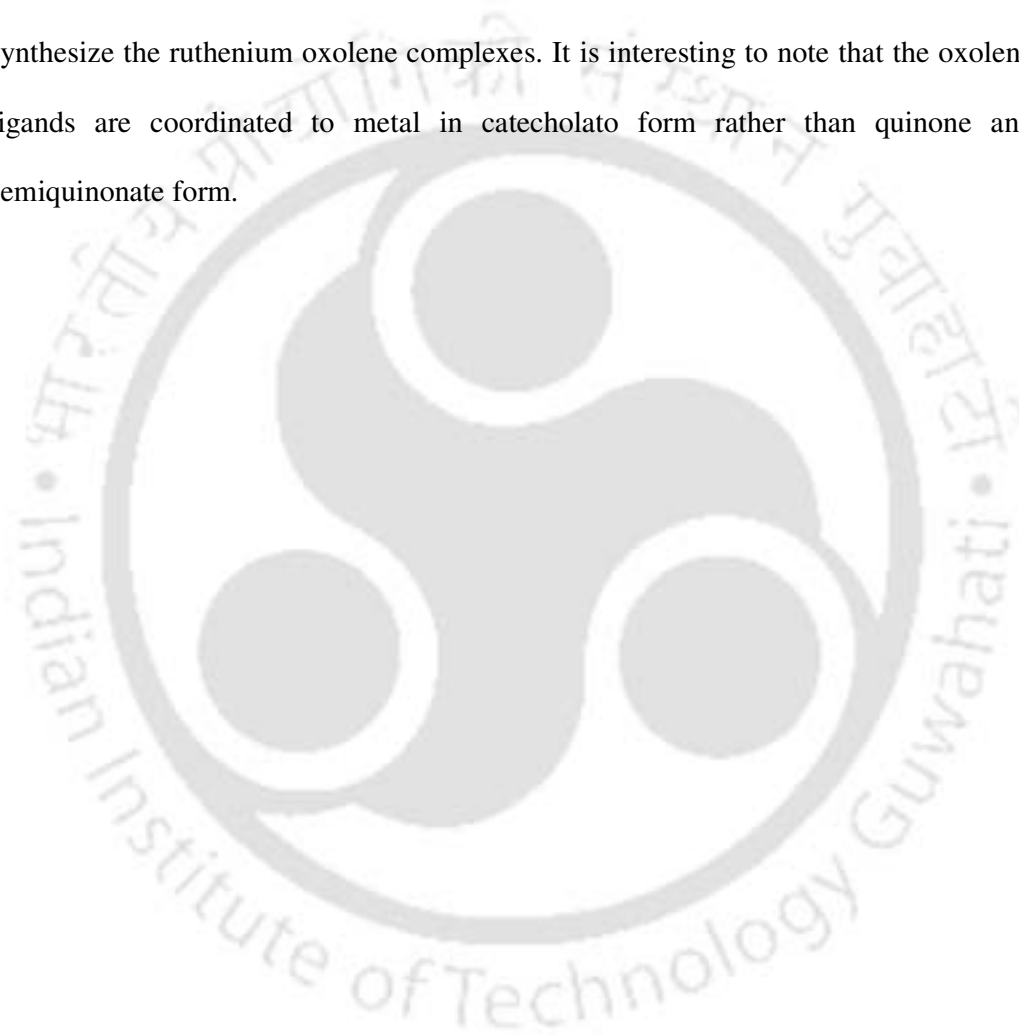 ynthesize the ruthenium oxolene complexes. It is interesting to note that the oxolen
igands are coordinated to metal in catecholato form rather than quinone an
emiquinonate form.
भारतीय प्रौद्योगिकी संस्थान गुवाहाटी
• Indian Institute of Technology Guwahati •